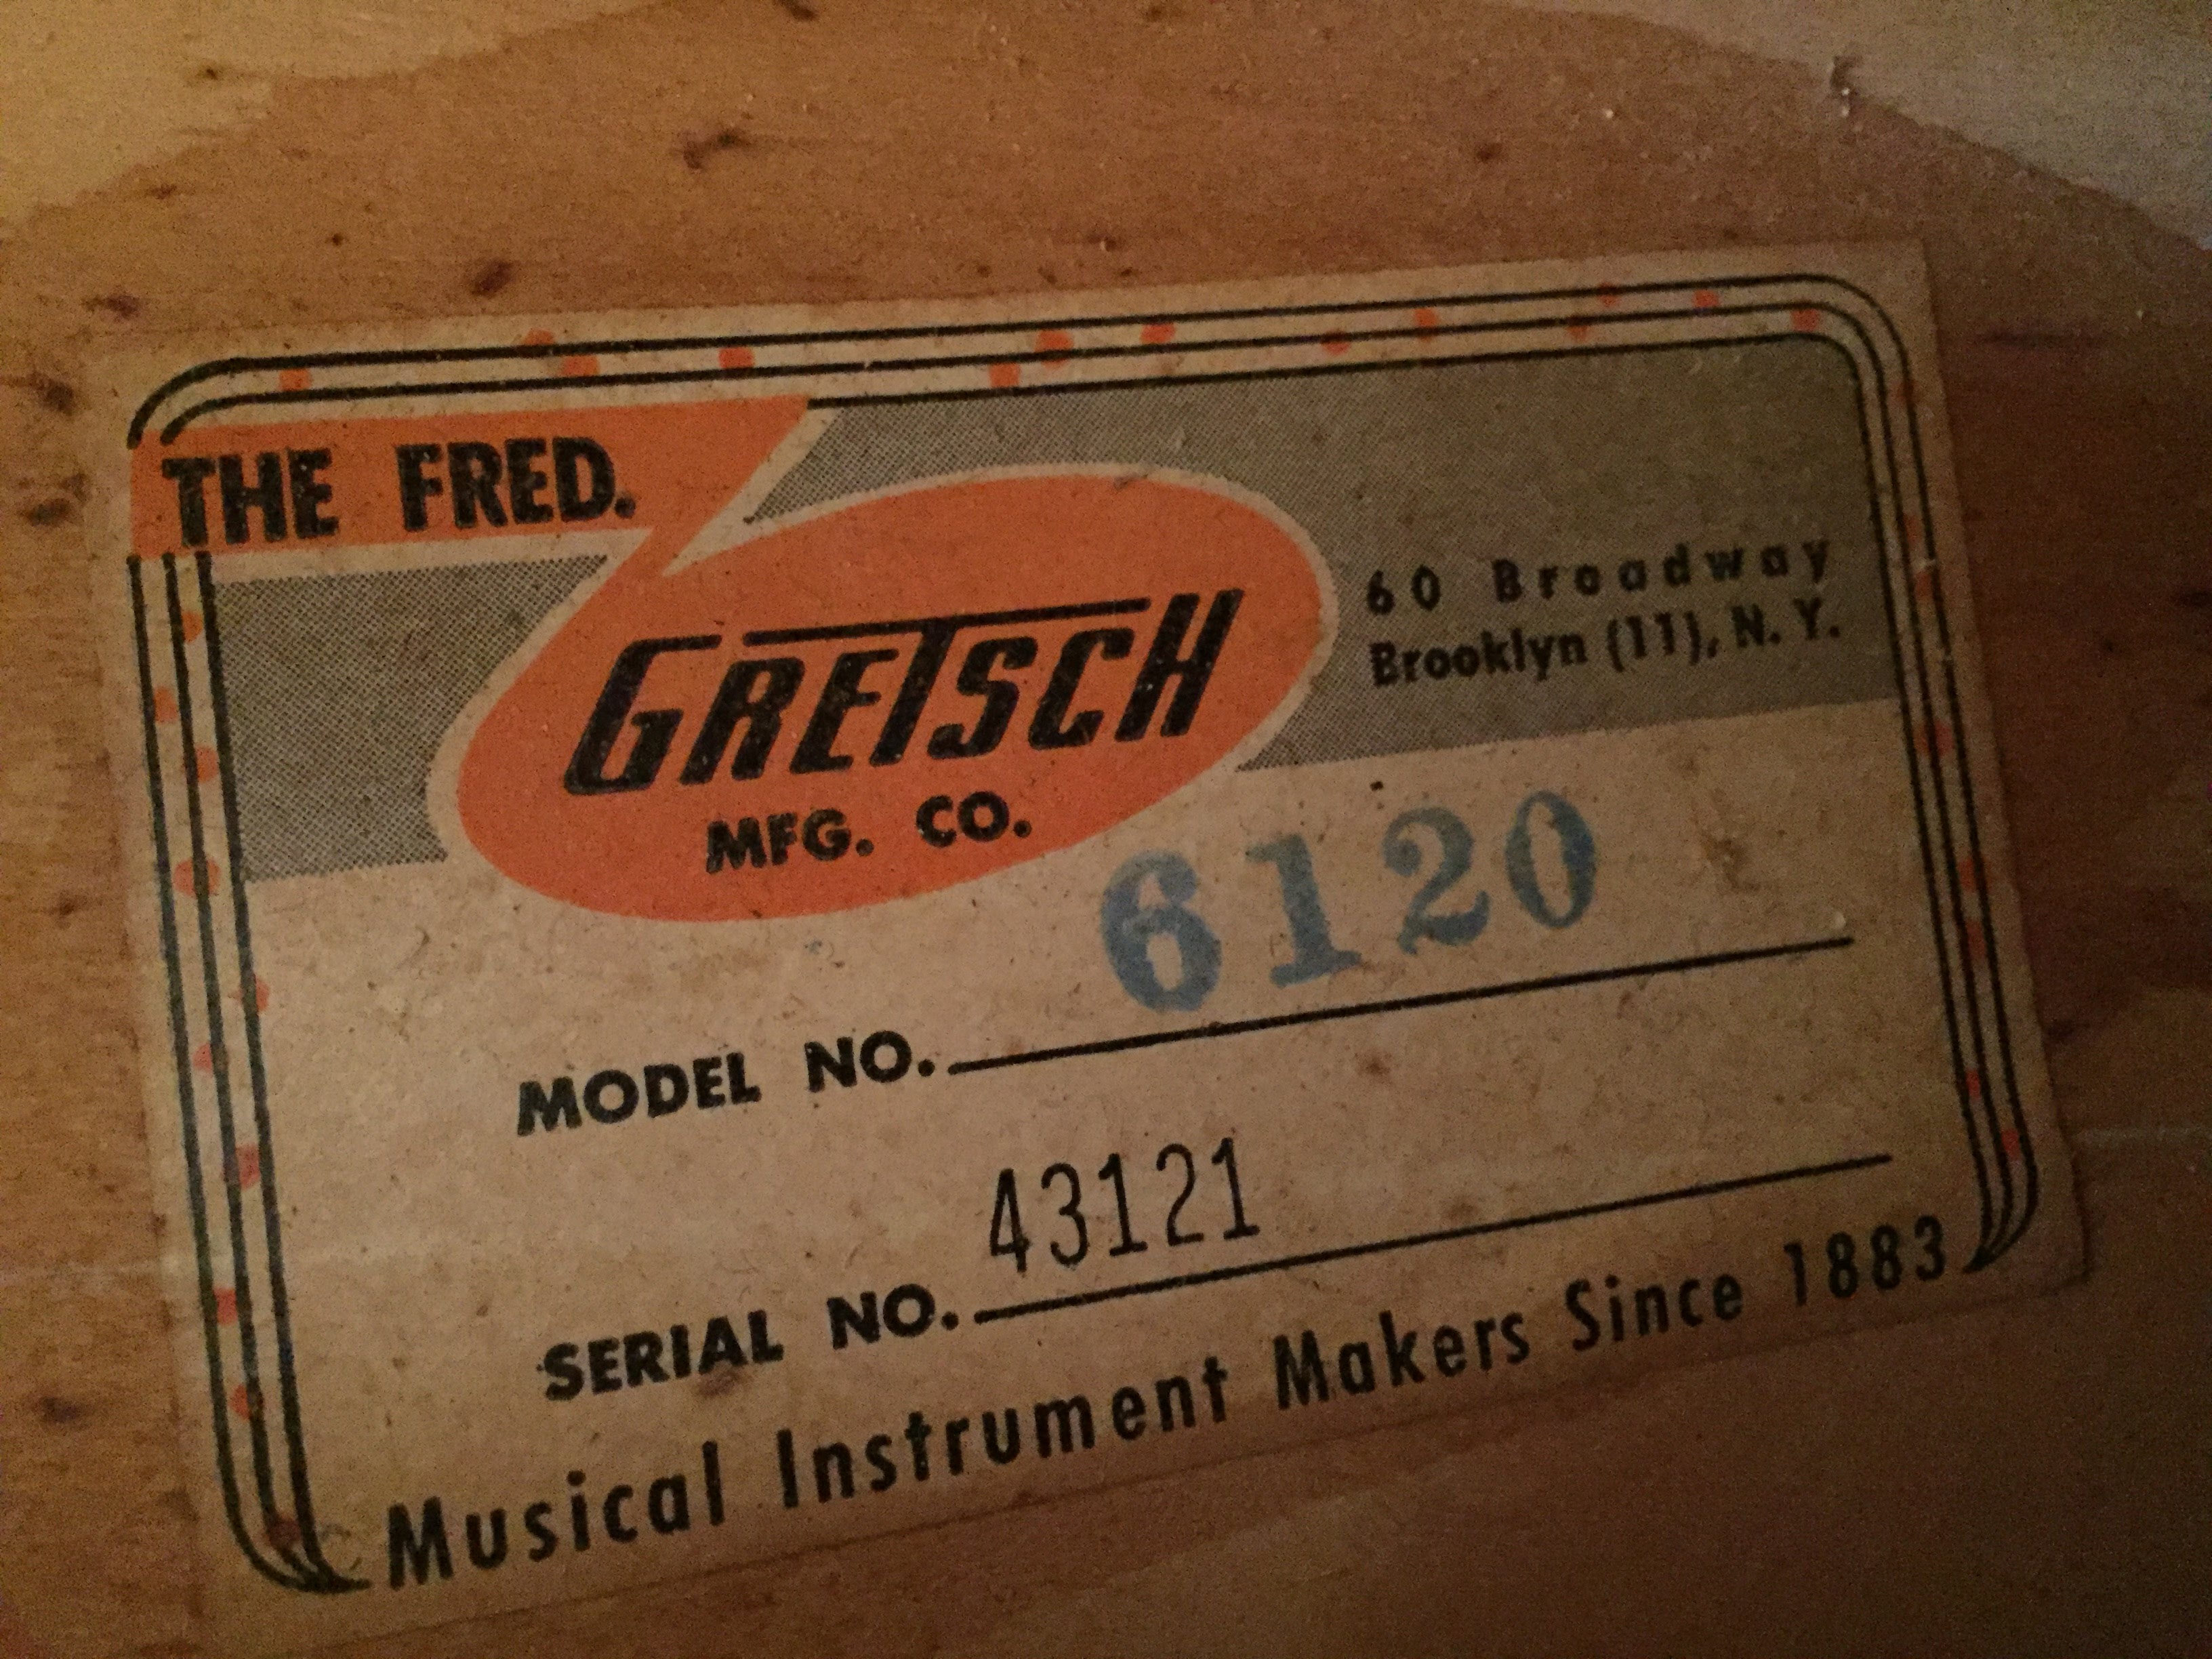 THE FRED.
GRETSCH
MFG. CO.
60 Broadway
Brooklyn (11), N. Y.
MODEL NO. 6120
SERIAL NO. 43121
Musical Instrument Makers Since 1883